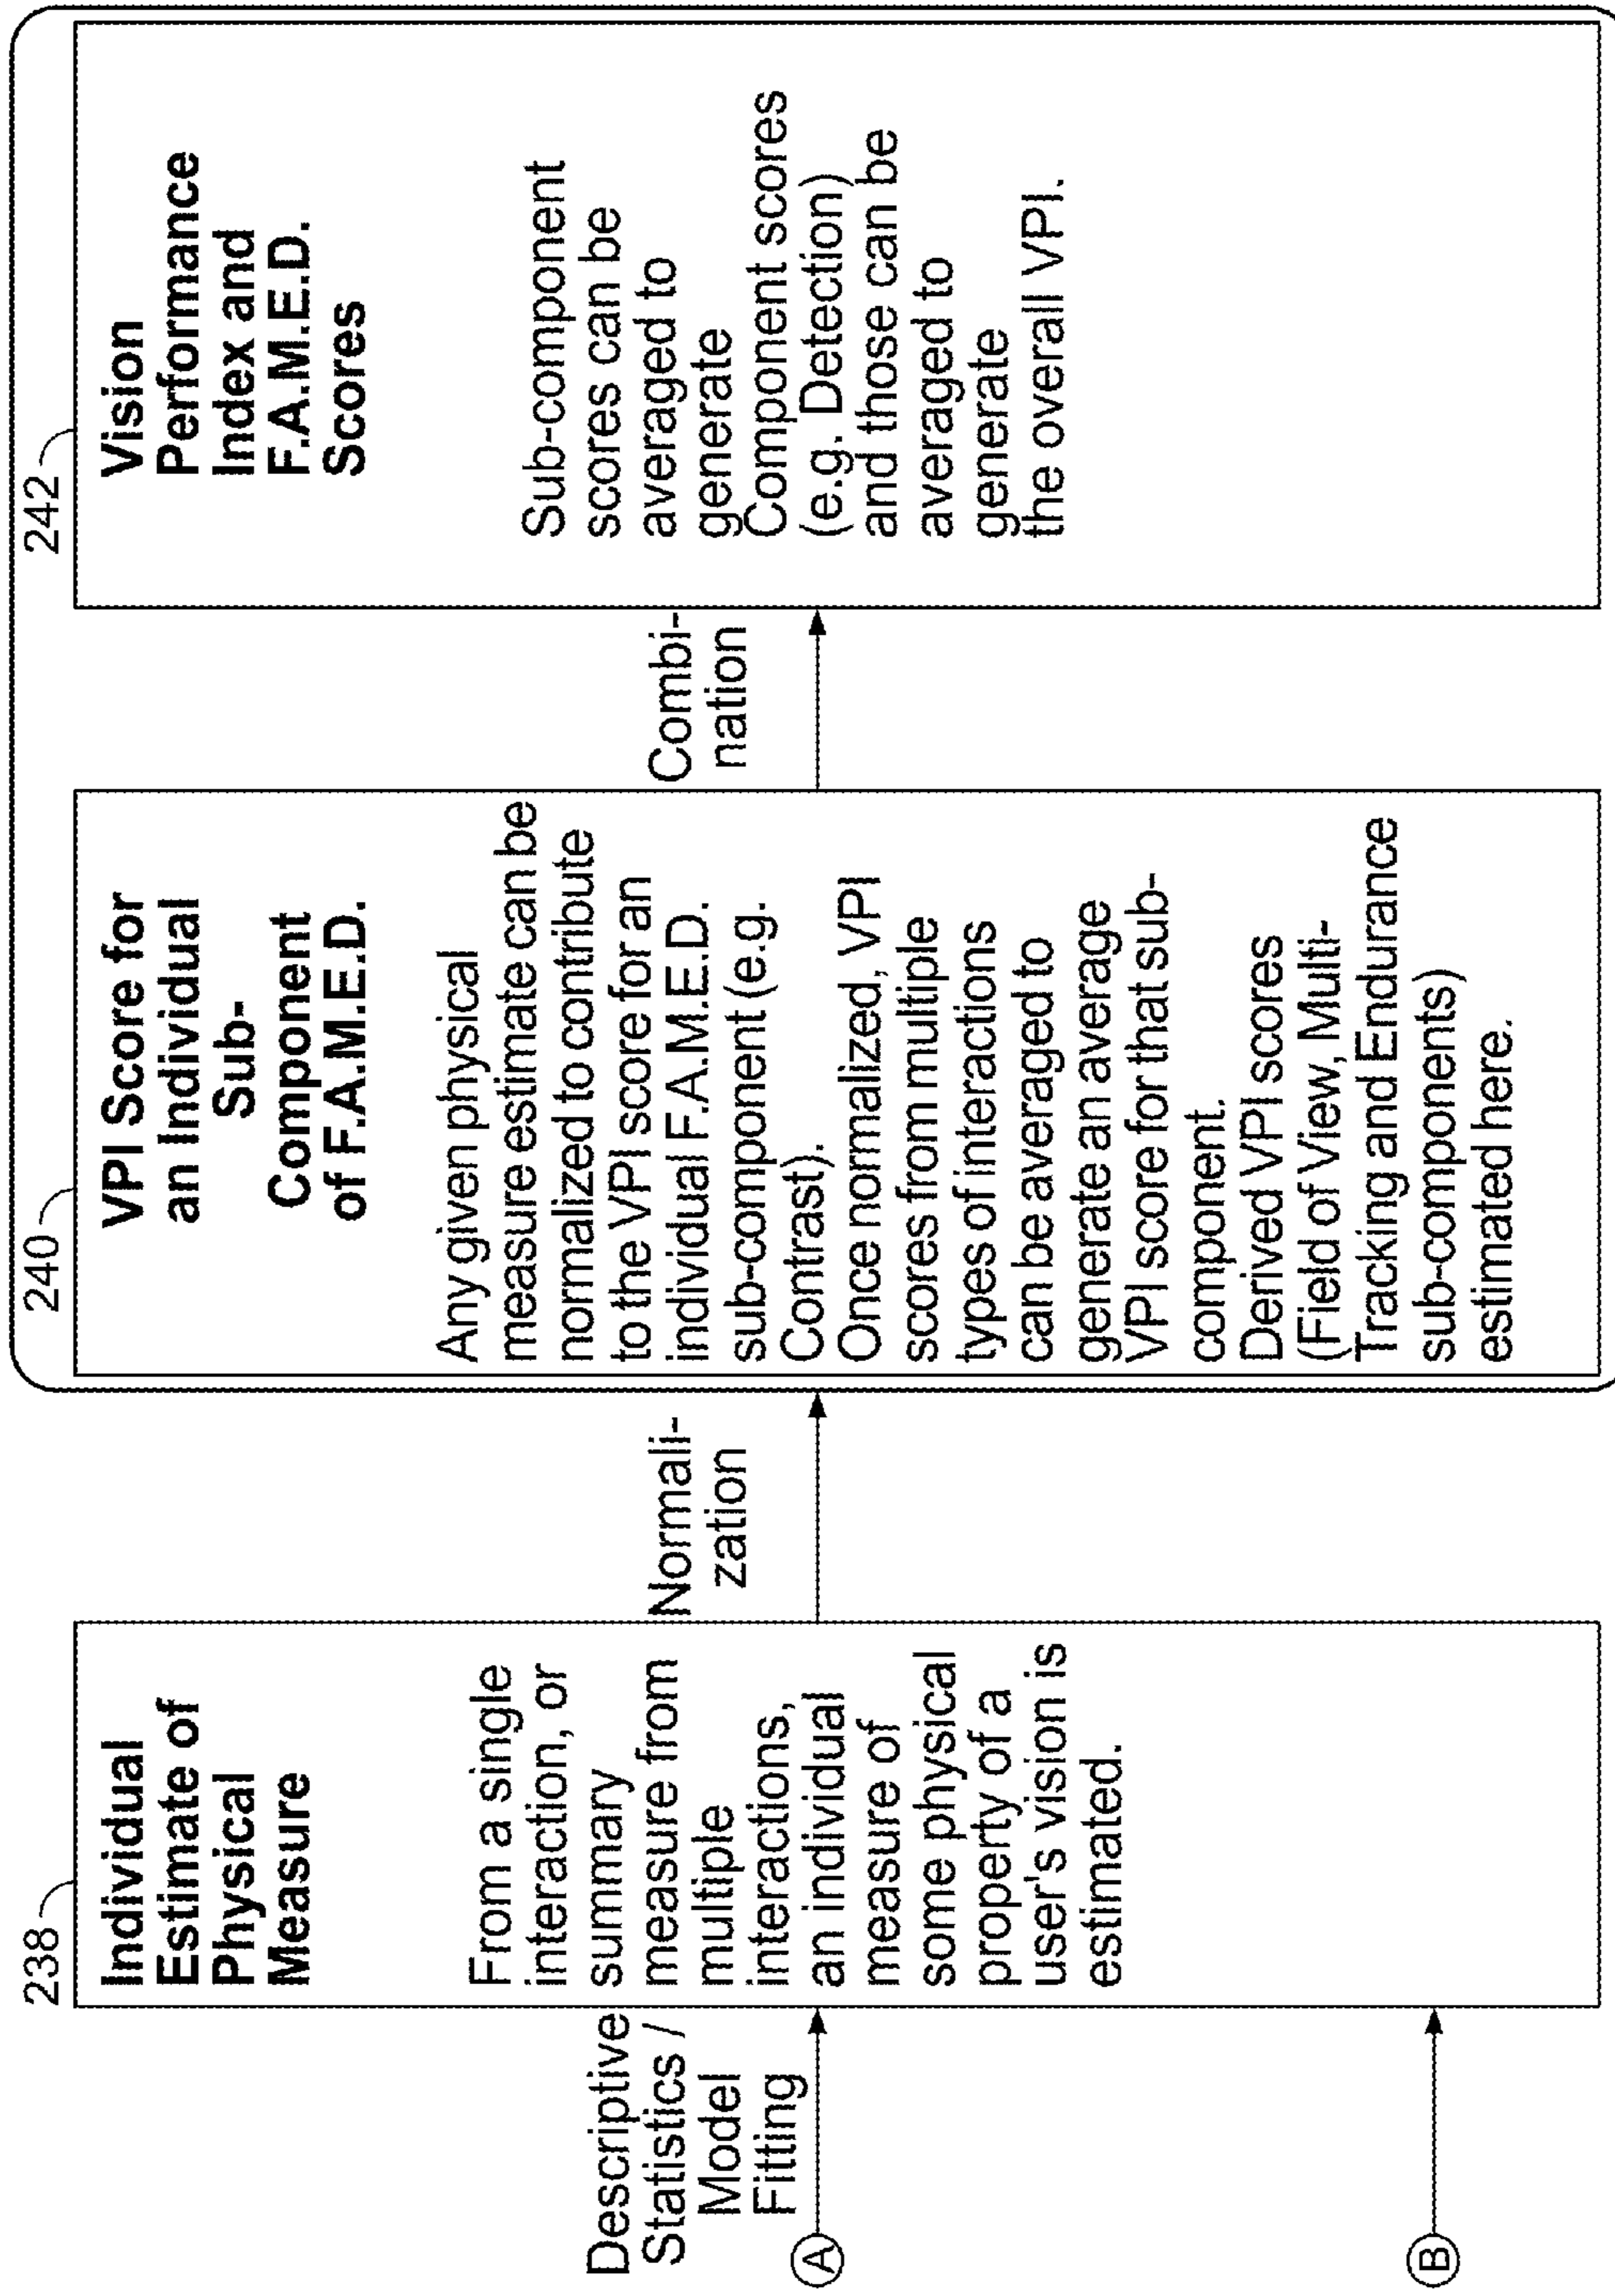 Descriptive
Statistics /
Model
Fitting
A
B
238
Individual
Estimate of
Physical
Measure
From a single
interaction, or
summary
measure from
multiple
interactions,
an individual
measure of
some physical
property of a
user's vision is
estimated.
Normali-
zation
240
VPI Score for
an Individual
Sub-
Component
of F.A.M.E.D.
Any given physical
measure estimate can be
normalized to contribute
to the VPI score for an
individual F.A.M.E.D.
sub-component (e.g.
Contrast).
Once normalized, VPI
scores from multiple
types of interactions
can be averaged to
generate an average
VPI score for that sub-
component.
Derived VPI scores
(Field of View, Multi-
Tracking and Endurance
sub-components)
estimated here.
Combi-
nation
242
Vision
Performance
Index and
F.A.M.E.D.
Scores
Sub-component
scores can be
averaged to
generate
Component scores
(e.g. Detection)
and those can be
averaged to
generate
the overall VPI.